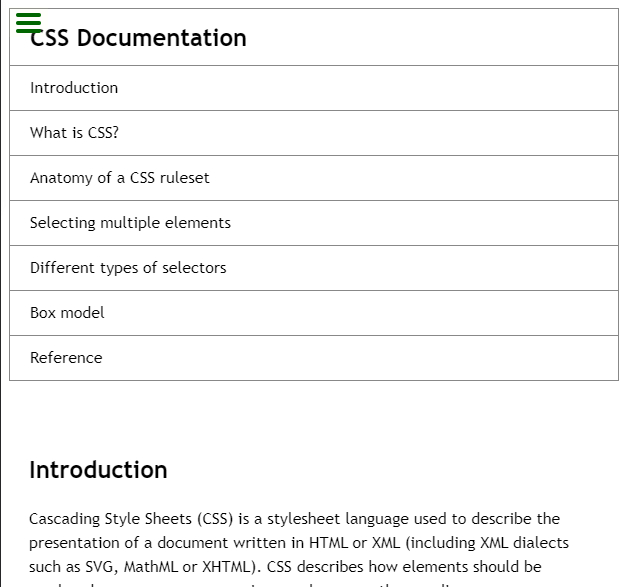 CSS Documentation
Introduction
What is CSS?
Anatomy of a CSS ruleset
Selecting multiple elements
Different types of selectors
Box model
Reference
Introduction
Cascading Style Sheets (CSS) is a stylesheet language used to describe the
presentation of a document written in HTML or XML (including XML dialects
such as SVG, MathML or XHTML). CSS describes how elements should be